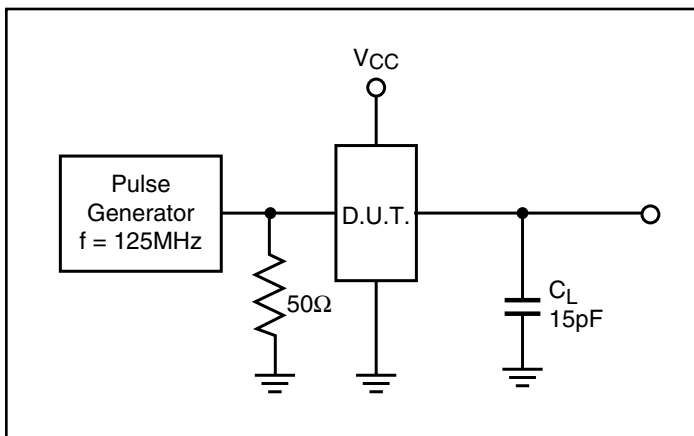 VCC
Pulse
Generator
f = 125MHz
D.U.T.
50Ω
CL
15pF